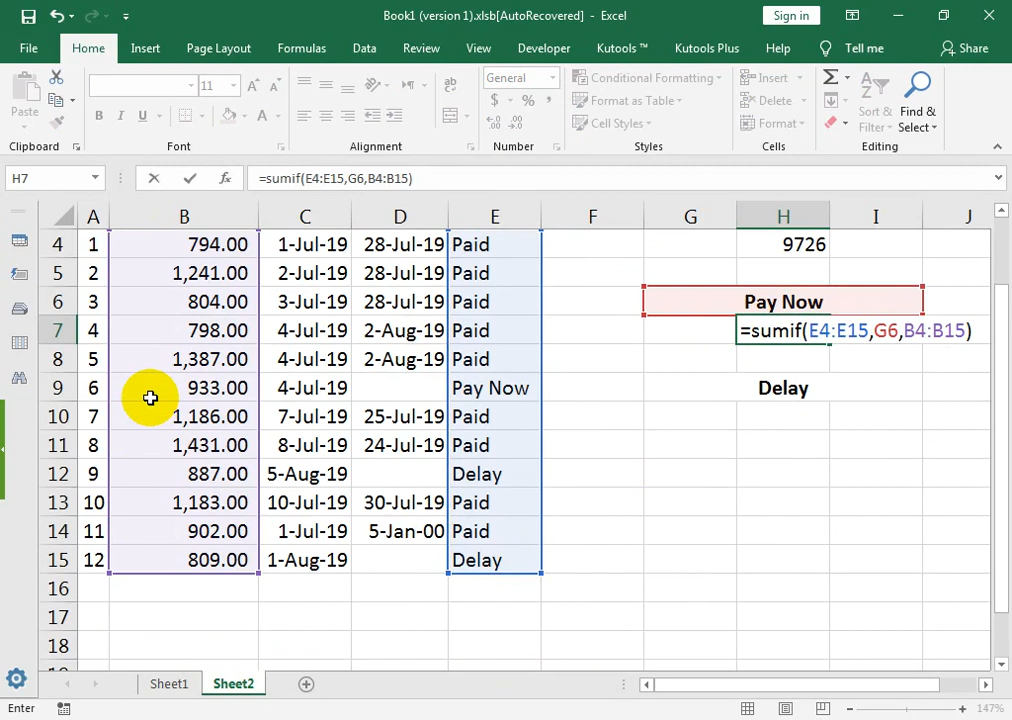 Book1 (version 1).xlsb[AutoRecovered] - Excel
Sign in
File Home Insert Page Layout Formulas Data Review View Developer Kutools ™ Kutools Plus Help Tell me Share
Paste
11
B I U
General
$ % ,
Conditional Formatting
Format as Table
Cell Styles
Insert
Delete
Format
Sort & Filter
Find & Select
Clipboard Font Alignment Number Styles Cells Editing
H7 fx =sumif(E4:E15,G6,B4:B15)
A B C D E F G H I J
4 1 794.00 1-Jul-19 28-Jul-19 Paid 9726
5 2 1,241.00 2-Jul-19 28-Jul-19 Paid
6 3 804.00 3-Jul-19 28-Jul-19 Paid Pay Now
7 4 798.00 4-Jul-19 2-Aug-19 Paid =sumif(E4:E15,G6,B4:B15)
8 5 1,387.00 4-Jul-19 2-Aug-19 Paid
9 6 933.00 4-Jul-19 Pay Now Delay
10 7 1,186.00 7-Jul-19 25-Jul-19 Paid
11 8 1,431.00 8-Jul-19 24-Jul-19 Paid
12 9 887.00 5-Aug-19 Delay
13 10 1,183.00 10-Jul-19 30-Jul-19 Paid
14 11 902.00 1-Jul-19 5-Jan-00 Paid
15 12 809.00 1-Aug-19 Delay
16
17
18
Sheet1 Sheet2
Enter 147%